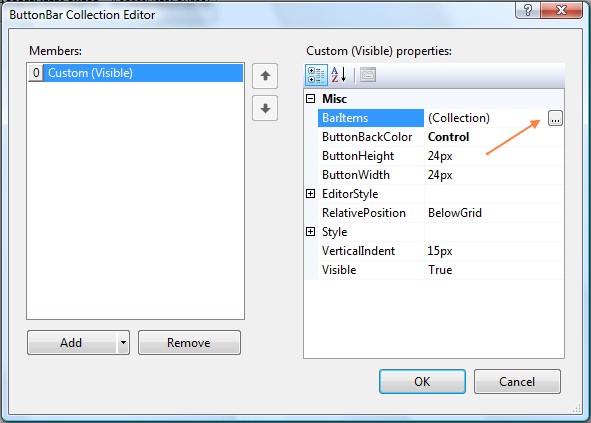 ButtonBar Collection Editor
Members:
0 Custom (Visible)
Add
Remove
Custom (Visible) properties:
Misc
BarItems (Collection) ...
ButtonBackColor Control
ButtonHeight 24px
ButtonWidth 24px
EditorStyle
RelativePosition BelowGrid
Style
VerticalIndent 15px
Visible True
OK
Cancel